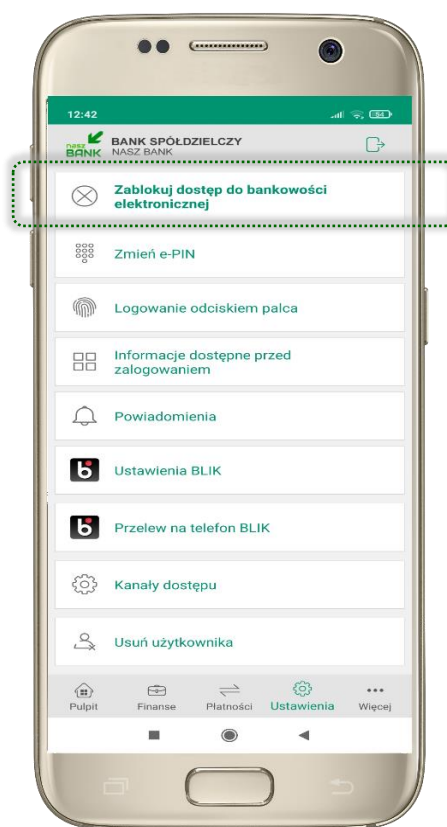 12:42
54
nasz
BANK
BANK SPÓŁDZIELCZY
NASZ BANK
Zablokuj dostęp do bankowości
elektronicznej
Zmień e-PIN
Logowanie odciskiem palca
Informacje dostępne przed
zalogowaniem
Powiadomienia
Ustawienia BLIK
Przelew na telefon BLIK
Kanały dostępu
Usuń użytkownika
Pulpit Finanse Płatności Ustawienia Więcej